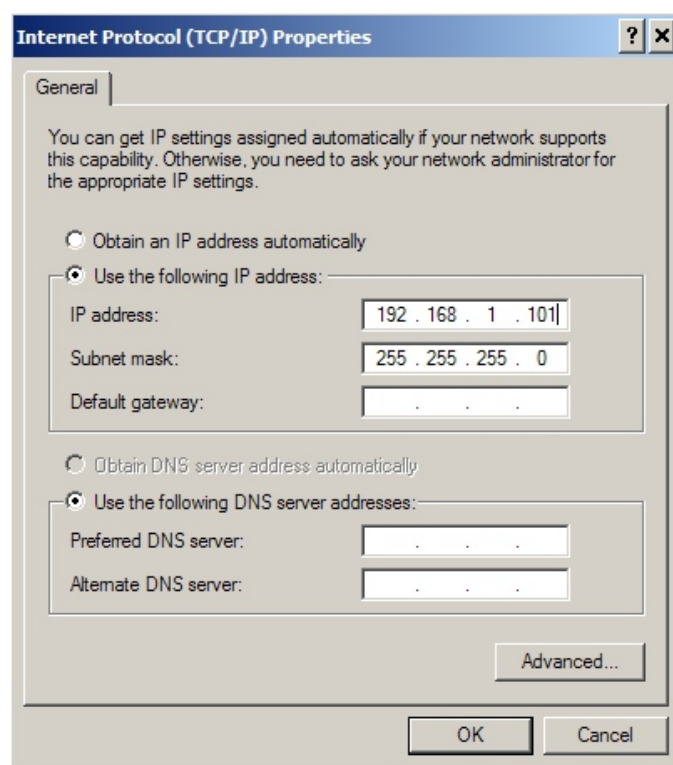 Internet Protocol (TCP/IP) Properties
General
You can get IP settings assigned automatically if your network supports
this capability. Otherwise, you need to ask your network administrator for
the appropriate IP settings.
Obtain an IP address automatically
Use the following IP address:
IP address: 192 . 168 . 1 . 101
Subnet mask: 255 . 255 . 255 . 0
Default gateway: . . .
Obtain DNS server address automatically
Use the following DNS server addresses:
Preferred DNS server: . . .
Alternate DNS server: . . .
Advanced...
OK Cancel